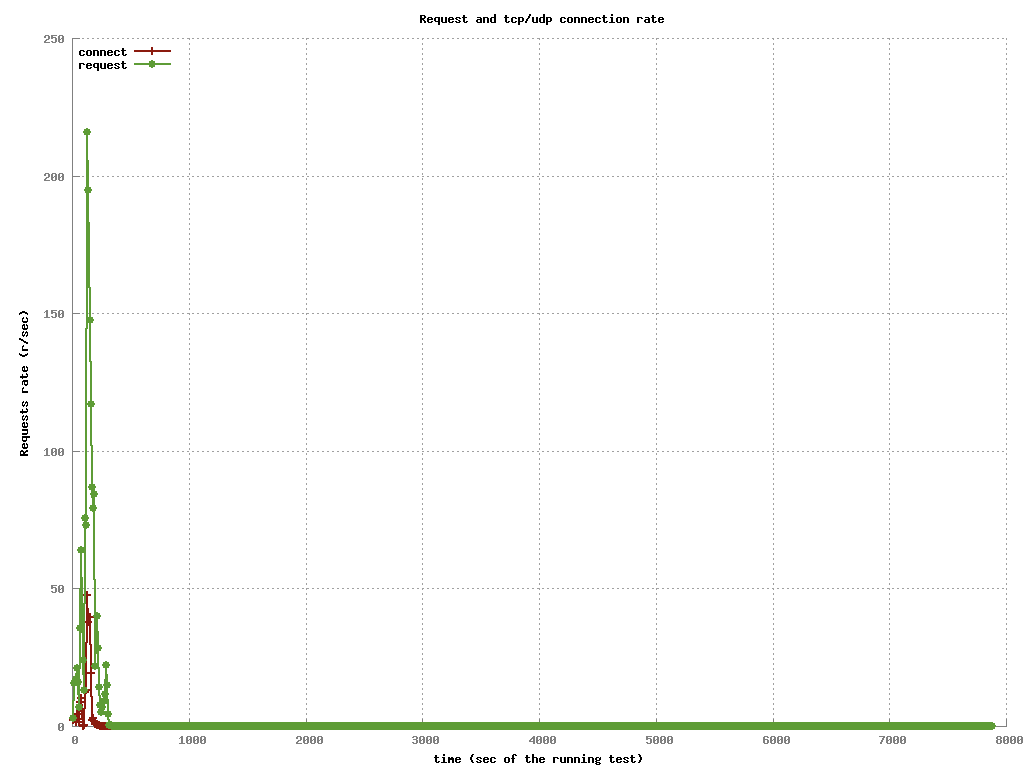 Request and tcp/udp connection rate
250
connect
request
200
150
Requests rate (r/sec)
100
50
0
0 1000 2000 3000 4000 5000 6000 7000 8000
time (sec of the running test)